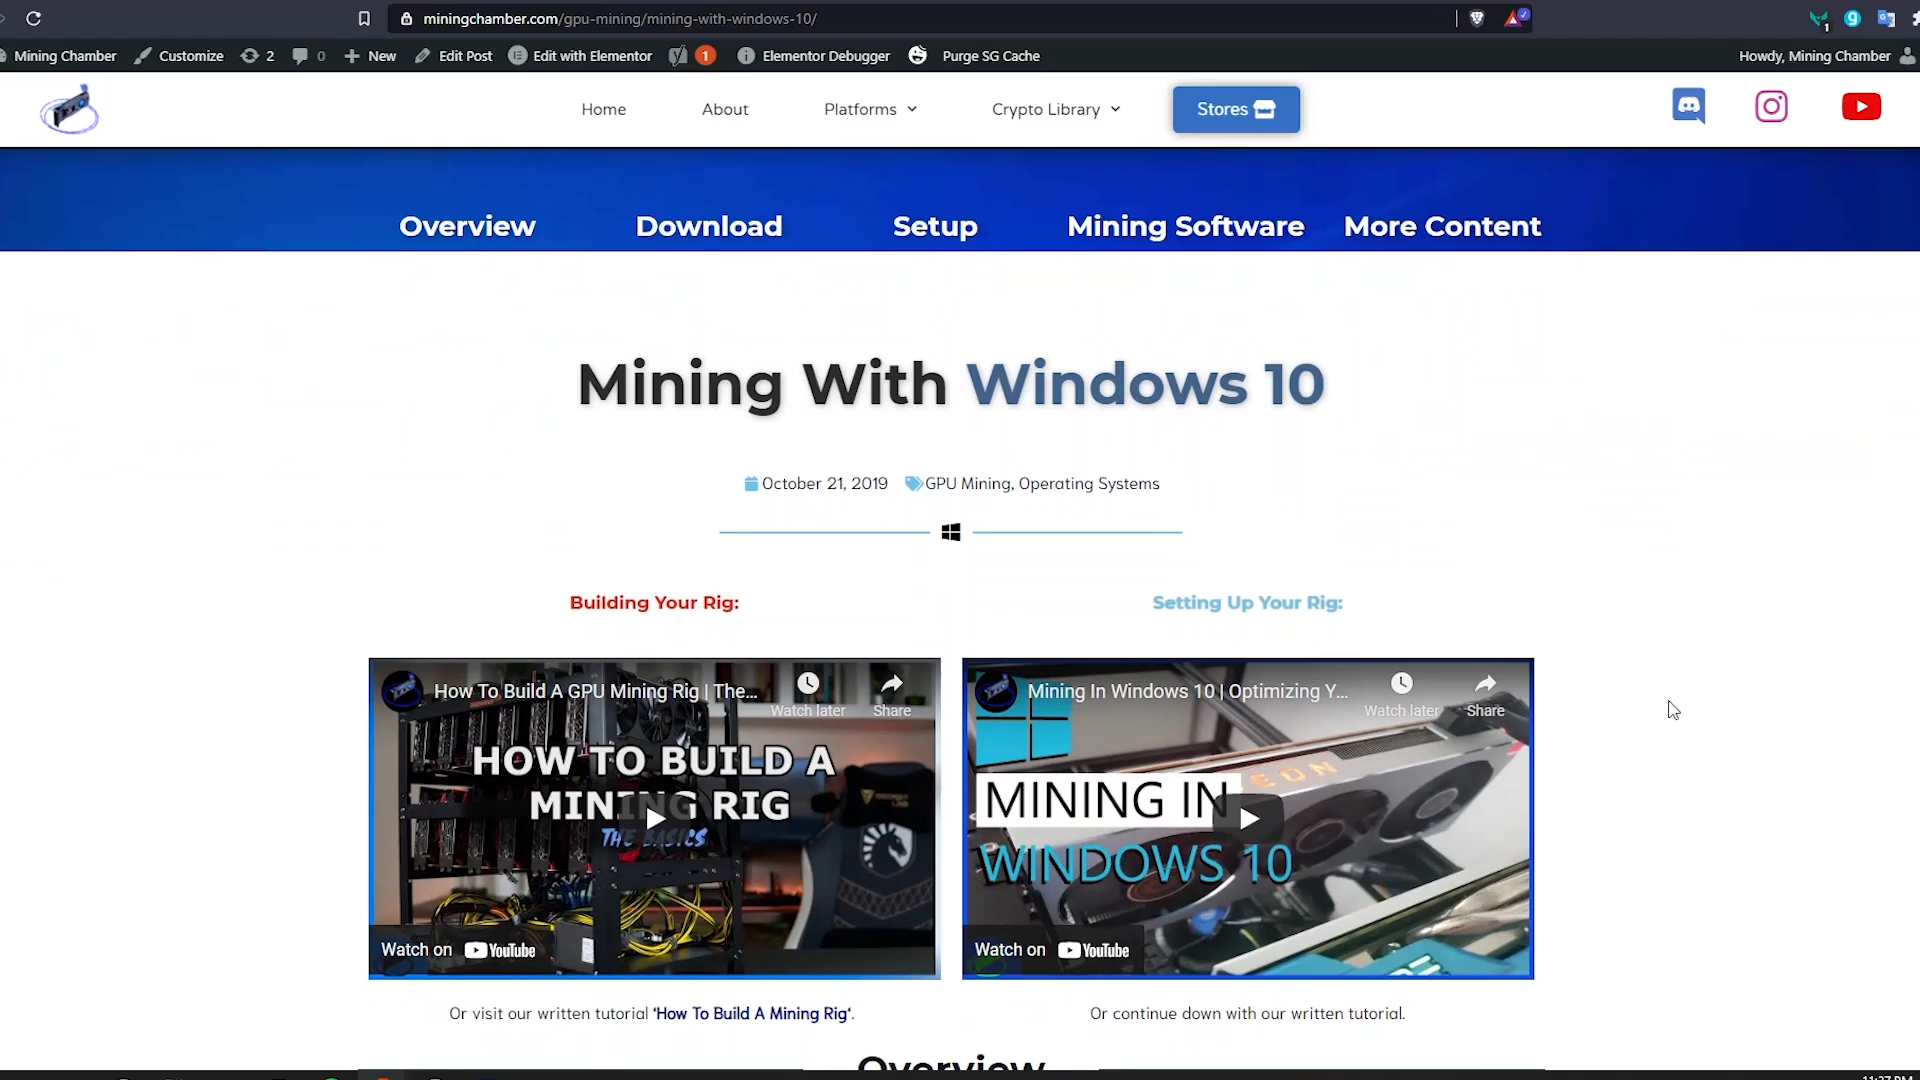 miningchamber.com/gpu-mining/mining-with-windows-10/
1
Mining Chamber Customize 2 0 New Edit Post Edit with Elementor 1 Elementor Debugger Purge SG Cache Howdy, Mining Chamber
Home About Platforms Crypto Library Stores
Overview Download Setup Mining Software More Content
Mining With Windows 10
October 21, 2019 GPU Mining, Operating Systems
Building Your Rig: Setting Up Your Rig:
How To Build A GPU Mining Rig | The...
Watch later Share
HOW TO BUILD A
MINING RIG
THE BASICS
Watch on YouTube
Mining In Windows 10 | Optimizing Y...
Watch later Share
EON
MINING IN
WINDOWS 10
Watch on YouTube
Or visit our written tutorial ‘How To Build A Mining Rig‘.
Or continue down with our written tutorial.
Overview